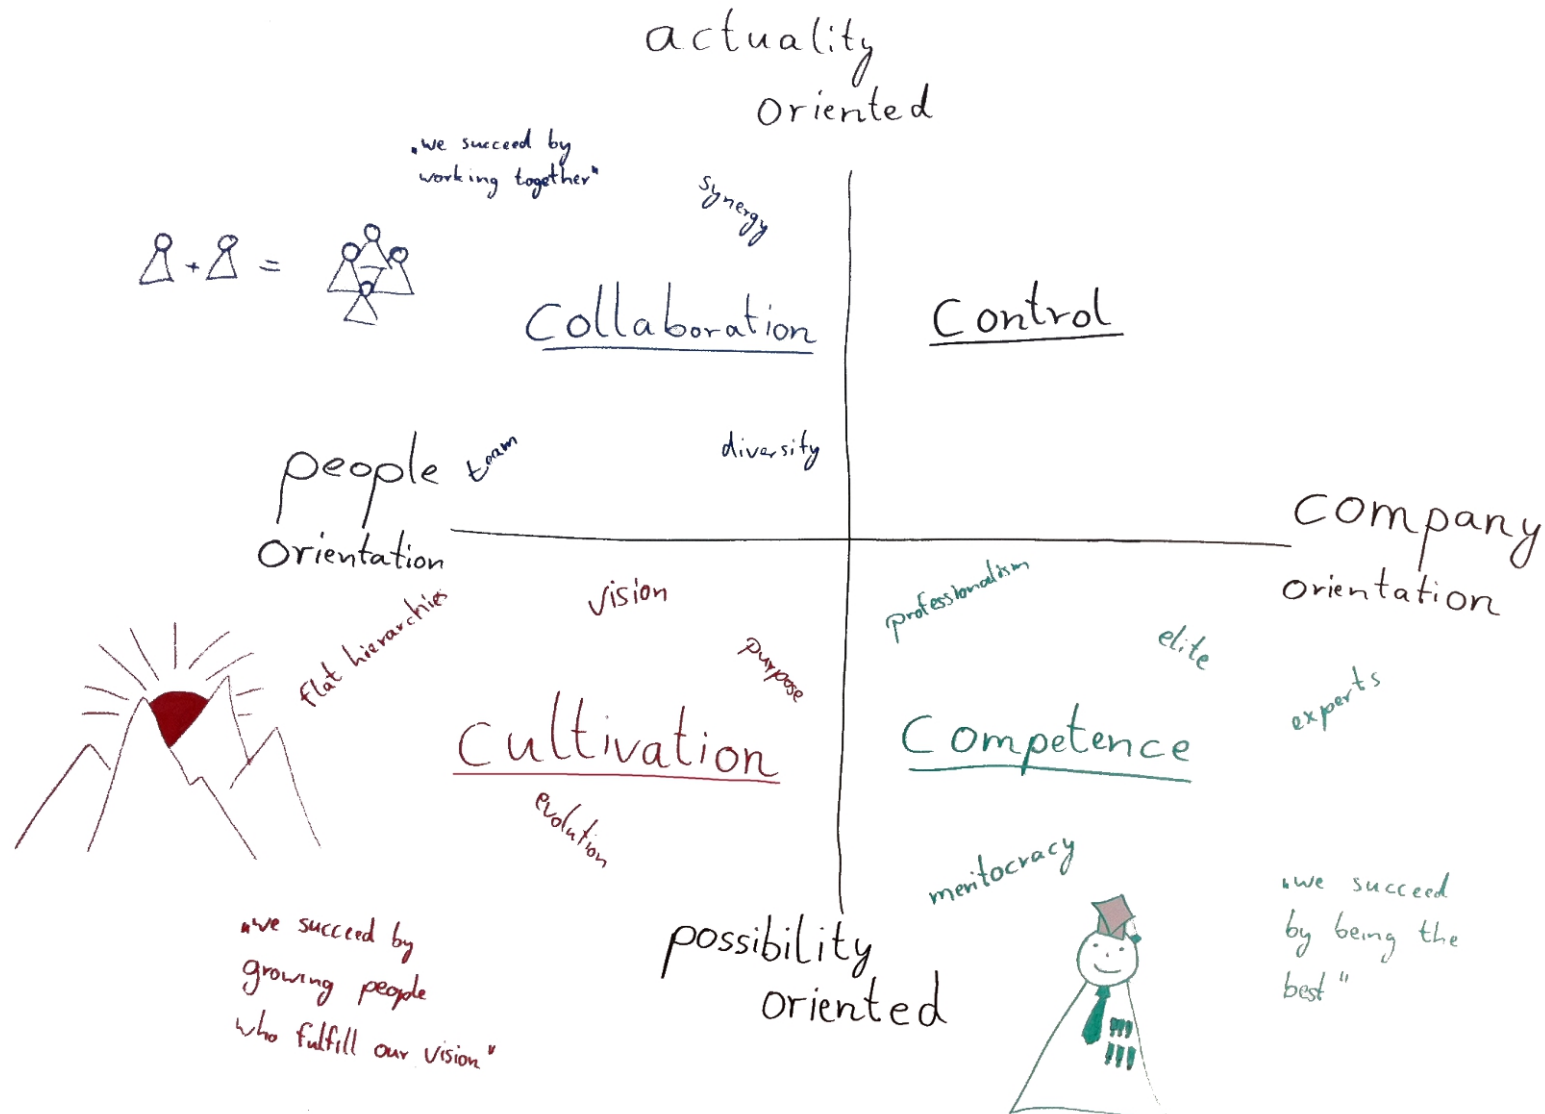 actuality
oriented
„we succeed by
working together"
synergy
Collaboration
Control
team
diversity
people
orientation
company
orientation
flat hierarchies
vision
purpose
Cultivation
evolution
„we succeed by
growing people
who fulfill our vision"
professionalism
elite
experts
Competence
meritocracy
„we succeed
by being the
best"
possibility
oriented